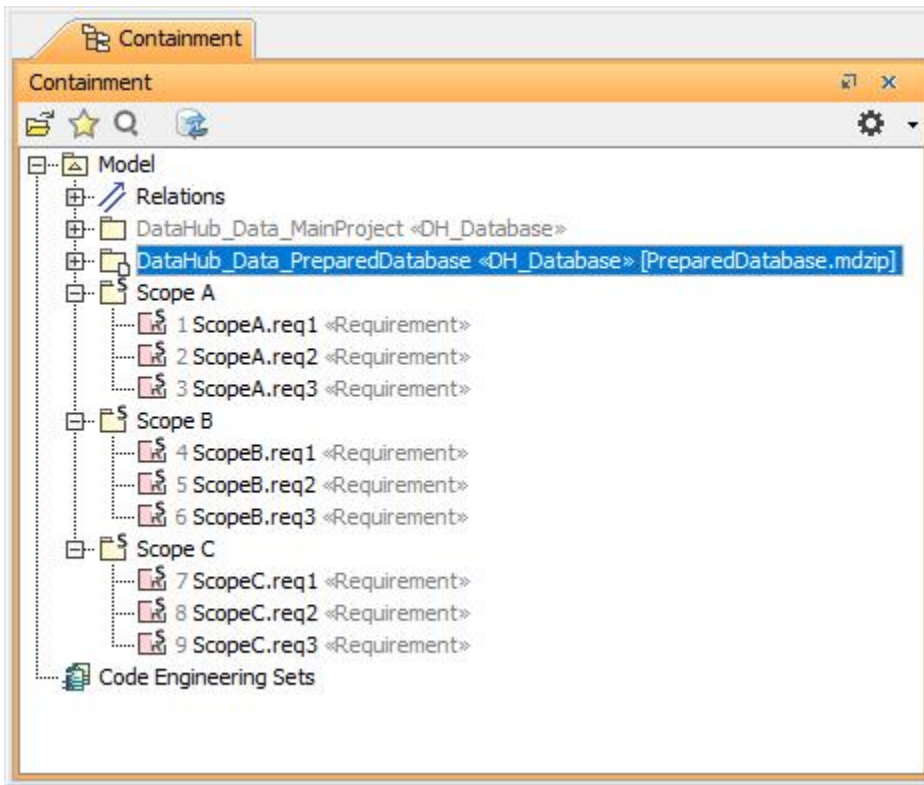 Containment
Containment
Model
Relations
DataHub_Data_MainProject «DH_Database»
DataHub_Data_PreparedDatabase «DH_Database» [PreparedDatabase.mdzip]
Scope A
1 ScopeA.req1 «Requirement»
2 ScopeA.req2 «Requirement»
3 ScopeA.req3 «Requirement»
Scope B
4 ScopeB.req1 «Requirement»
5 ScopeB.req2 «Requirement»
6 ScopeB.req3 «Requirement»
Scope C
7 ScopeC.req1 «Requirement»
8 ScopeC.req2 «Requirement»
9 ScopeC.req3 «Requirement»
Code Engineering Sets